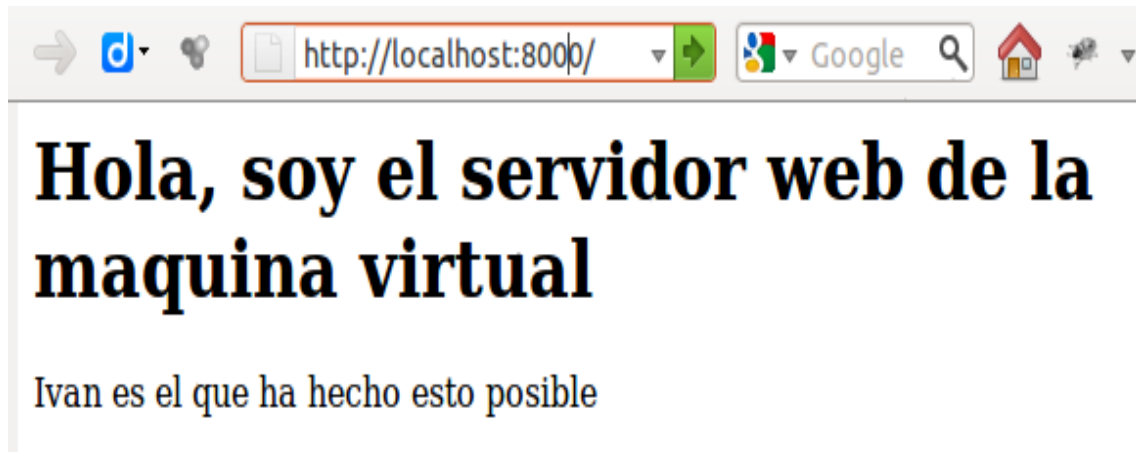 d
http://localhost:8000/
Google
Hola, soy el servidor web de la
maquina virtual
Ivan es el que ha hecho esto posible